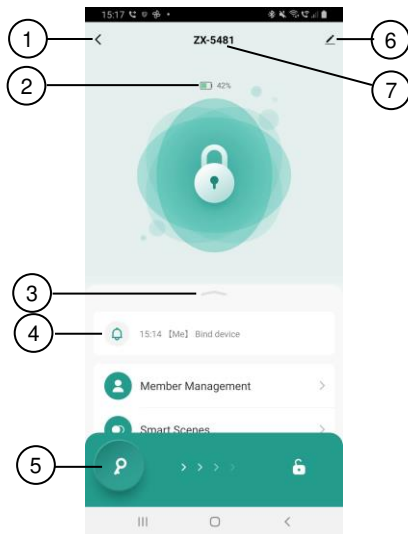 15:17
1
ZX-5481
6
2
42%
7
3
4
15:14 【Me】 Bind device
Member Management
Smart Scenes
5